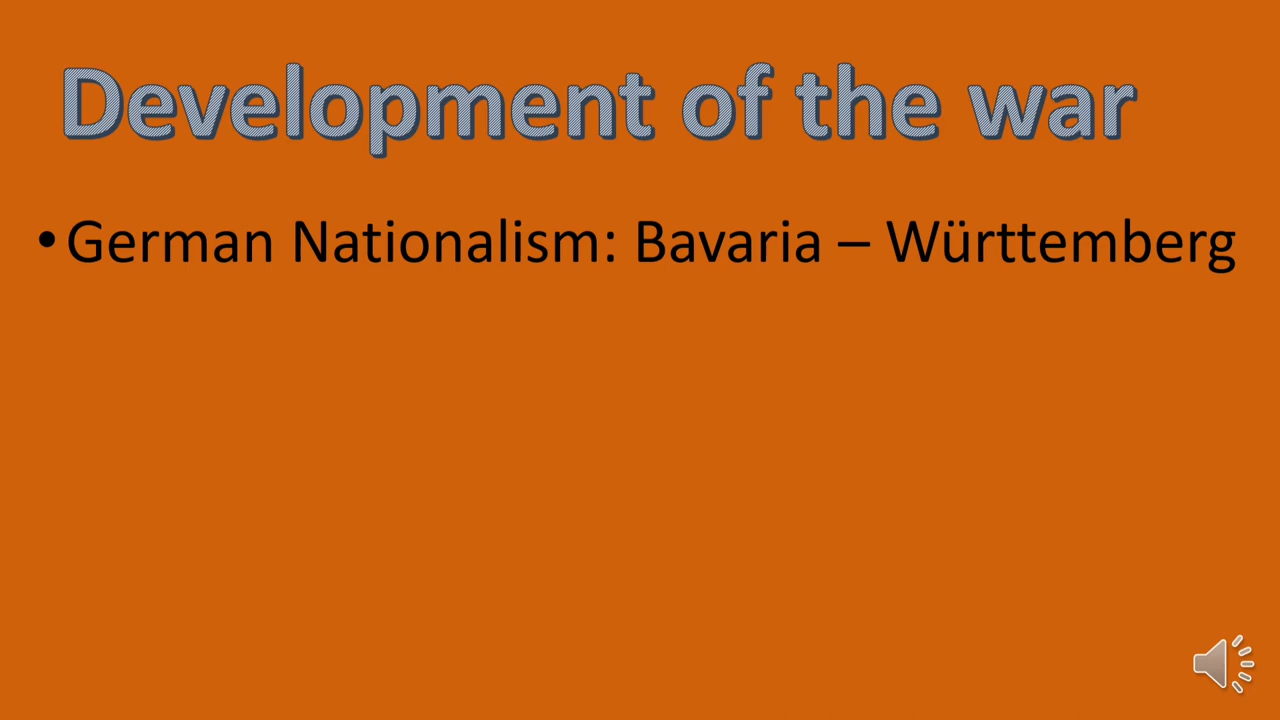 Development of the war
•German Nationalism: Bavaria – Württemberg